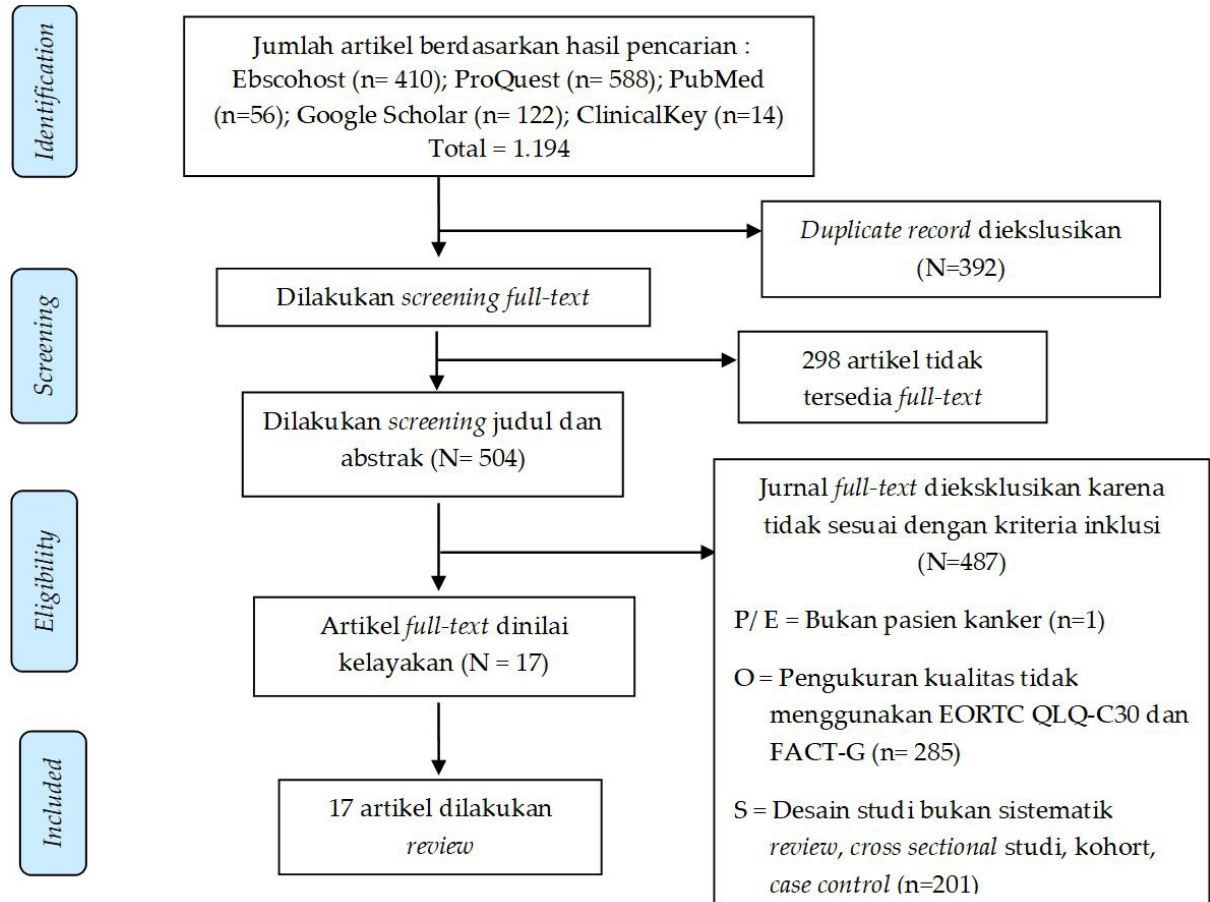 Identification
Jumlah artikel berdasarkan hasil pencarian :
Ebscohost (n= 410); ProQuest (n= 588); PubMed
(n=56); Google Scholar (n= 122); ClinicalKey (n=14)
Total = 1.194
Duplicate record diekslusikan
(N=392)
Screening
Dilakukan screening full-text
298 artikel tidak
tersedia full-text
Dilakukan screening judul dan
abstrak (N= 504)
Eligibility
Jurnal full-text dieksklusikan karena
tidak sesuai dengan kriteria inklusi
(N=487)
P/ E = Bukan pasien kanker (n=1)
O = Pengukuran kualitas tidak
menggunakan EORTC QLQ-C30 dan
FACT-G (n= 285)
S = Desain studi bukan sistematik
review, cross sectional studi, kohort,
case control (n=201)
Artikel full-text dinilai
kelayakan (N = 17)
Included
17 artikel dilakukan
review